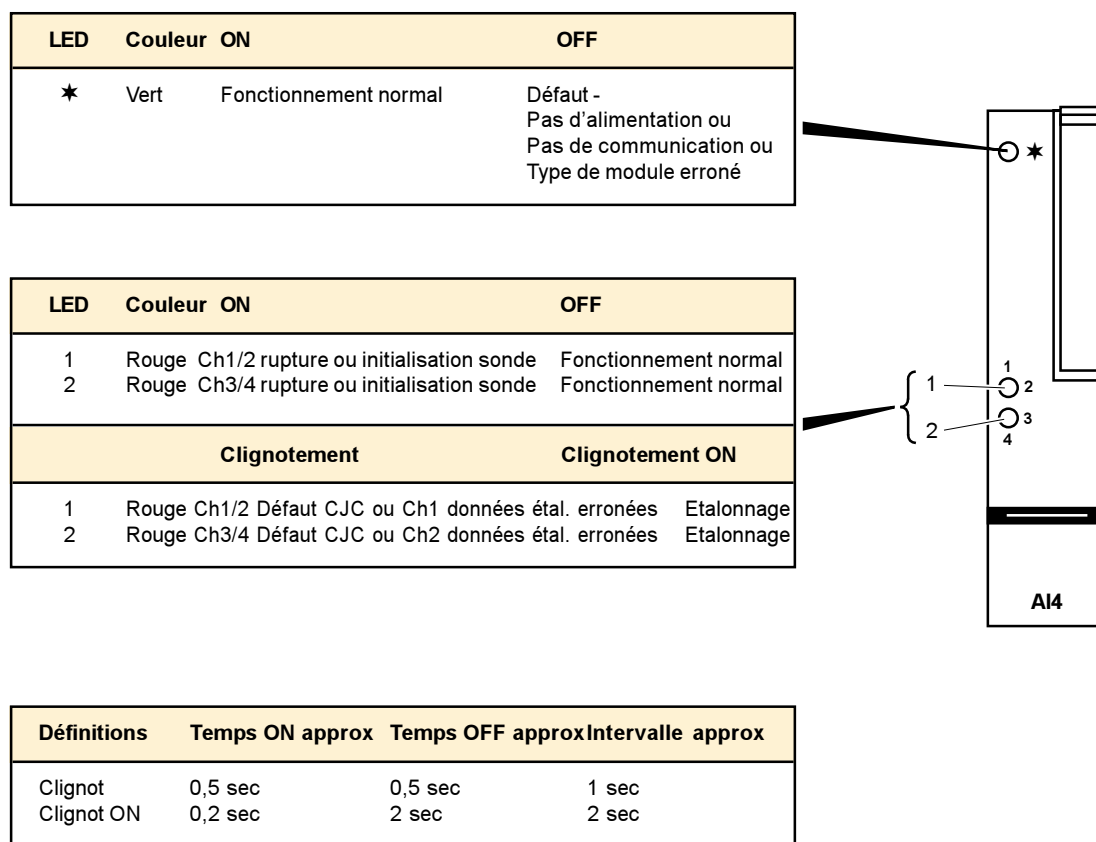 LED Couleur ON OFF
✶ Vert Fonctionnement normal Défaut -
Pas d’alimentation ou
Pas de communication ou
Type de module erroné
✶
LED Couleur ON OFF
1 Rouge Ch1/2 rupture ou initialisation sonde Fonctionnement normal
2 Rouge Ch3/4 rupture ou initialisation sonde Fonctionnement normal
Clignotement Clignotement ON
1 Rouge Ch1/2 Défaut CJC ou Ch1 données étal. erronées Etalonnage
2 Rouge Ch3/4 Défaut CJC ou Ch2 données étal. erronées Etalonnage
1
2
1
2
3
4
AI4
Définitions Temps ON approx Temps OFF approx Intervalle approx
Clignot 0,5 sec 0,5 sec 1 sec
Clignot ON 0,2 sec 2 sec 2 sec